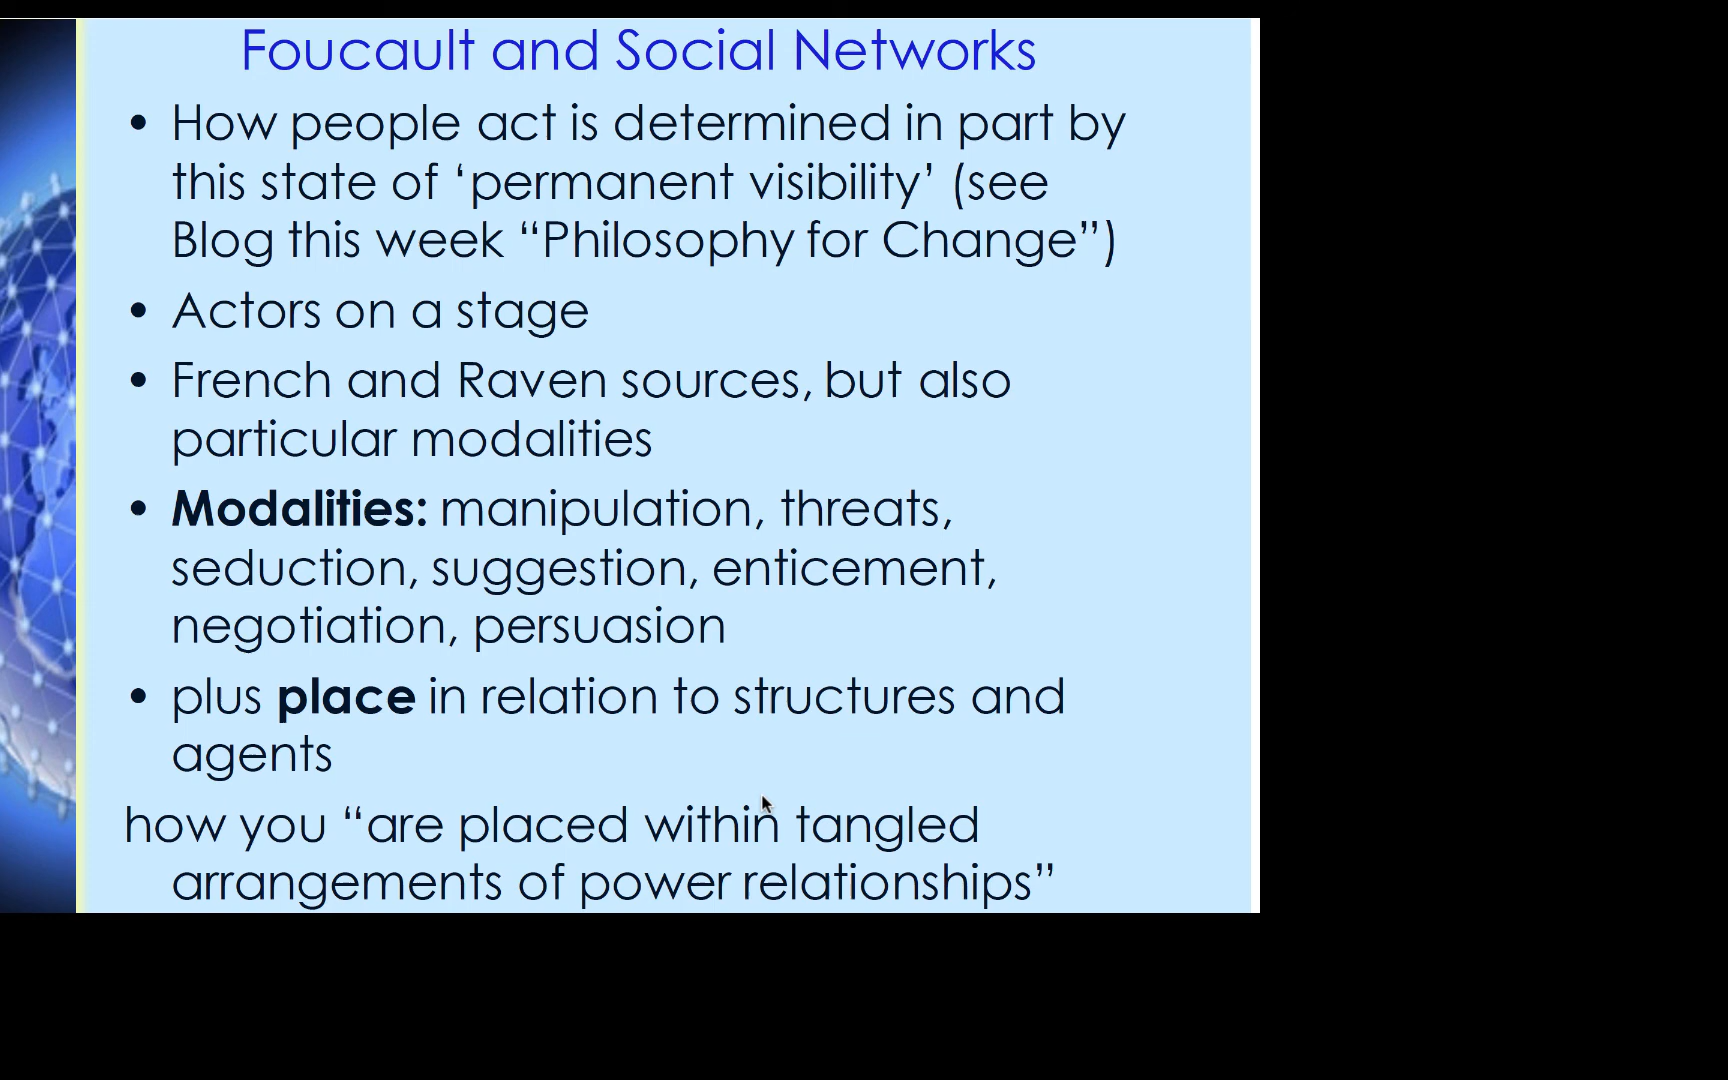 Foucault and Social Networks
• How people act is determined in part by
this state of ‘permanent visibility’ (see
Blog this week “Philosophy for Change”)
• Actors on a stage
• French and Raven sources, but also
particular modalities
• Modalities: manipulation, threats,
seduction, suggestion, enticement,
negotiation, persuasion
• plus place in relation to structures and
agents
how you “are placed within tangled
arrangements of power relationships”